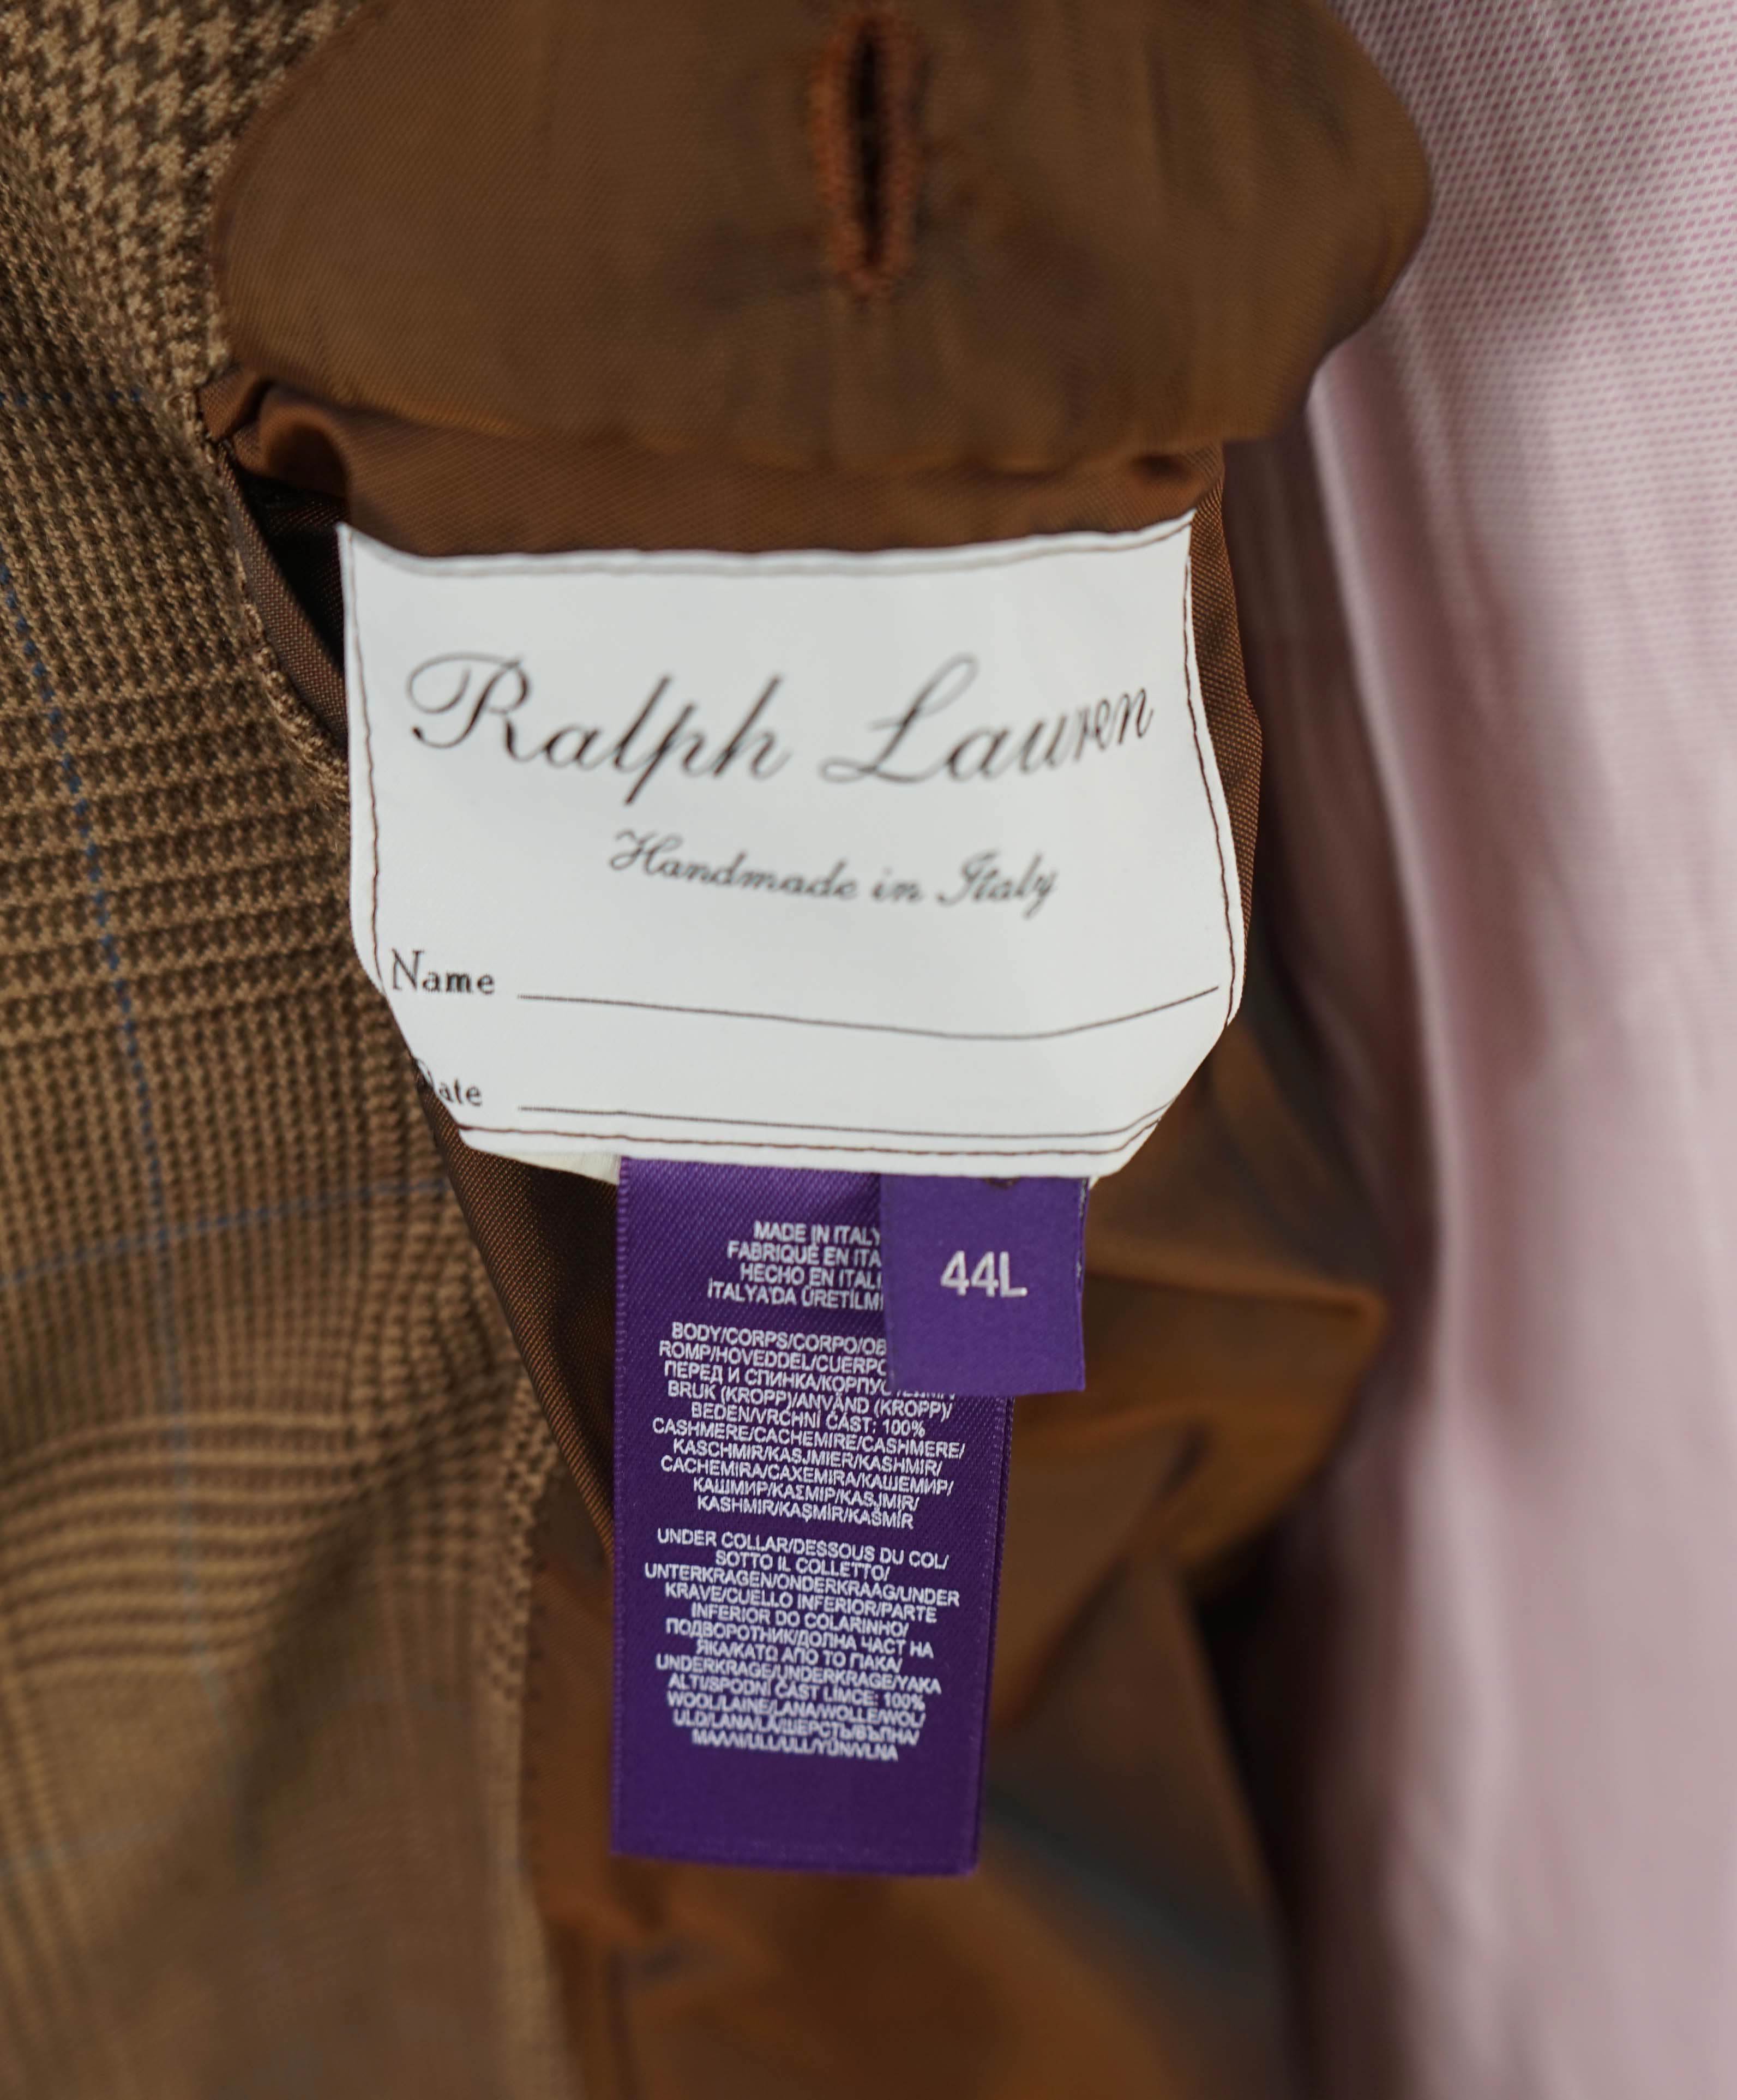 Ralph Lauren
Handmade in Italy
Name
Date
44L
MADE IN ITALY
FABRIQUÉ EN ITA
HECHO EN ITALI
İTALYA'DA ÜRETİLMİ
BODY/CORPS/CORPO/OB
ROMP/HOVEDDEL/CUERPO
ПЕРЕД И СПИНКА/КОРПУС
BRUK (KROPP)/ANVÄND (KROPP)/
BEDEN/VRCHNÍ ČÁST: 100%
CASHMERE/CACHEMIRE/CASHMERE/
KASCHMIR/KASJMIER/KASHMIR/
CACHEMIRA/CAXEMIRA/КАШЕМИР/
КАШМИР/ΚΑΣΜΙΡ/KASJMIR/
KASHMIR/KAŞMİR/KAŠMÍR
UNDER COLLAR/DESSOUS DU COL/
SOTTO IL COLLETTO/
UNTERKRAGEN/ONDERKRAAG/UNDER
KRAVE/CUELLO INFERIOR/PARTE
INFERIOR DO COLARINHO/
ПОДВОРОТНИК/ДОЛНА ЧАСТ НА
ЯКА/ΚΑΤΩ ΑΠΟ ΤΟ ΓΙΑΚΑ/
UNDERKRAGE/UNDERKRAGE/YAKA
ALTI/SPODNÍ ČÁST LÍMCE: 100%
WOOL/LAINE/LANA/WOLLE/WOL/
ULD/LANA/LÃ/ШЕРСТЬ/ВЪЛНА/
ΜΑΛΛΙ/ULL/ULL/YÜN/VLNA